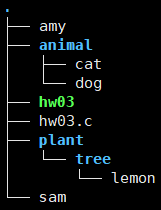 .
├── amy
├── animal
│   ├── cat
│   └── dog
├── hw03
├── hw03.c
├── plant
│   └── tree
│       └── lemon
└── sam